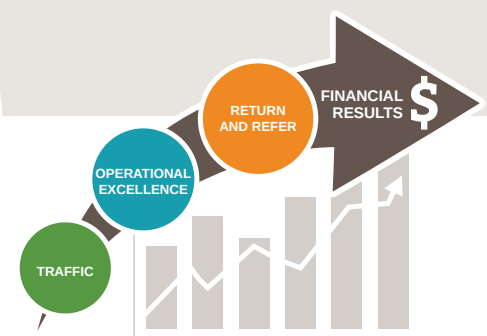 FINANCIAL
RESULTS $
RETURN
AND REFER
OPERATIONAL
EXCELLENCE
TRAFFIC